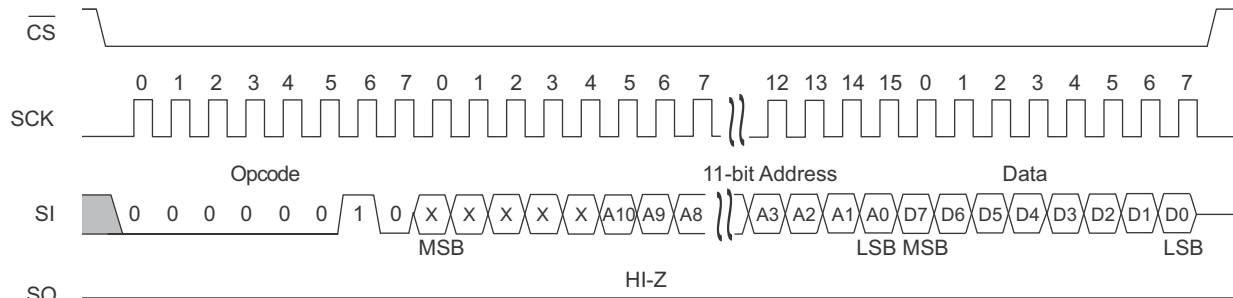 CS
0 1 2 3 4 5 6 7 0 1 2 3 4 5 6 7 12 13 14 15 0 1 2 3 4 5 6 7
SCK
Opcode 11-bit Address Data
SI 0 0 0 0 0 0 1 0 X X X X X A10 A9 A8 A3 A2 A1 A0 D7 D6 D5 D4 D3 D2 D1 D0
MSB LSB MSB LSB
HI-Z
SO